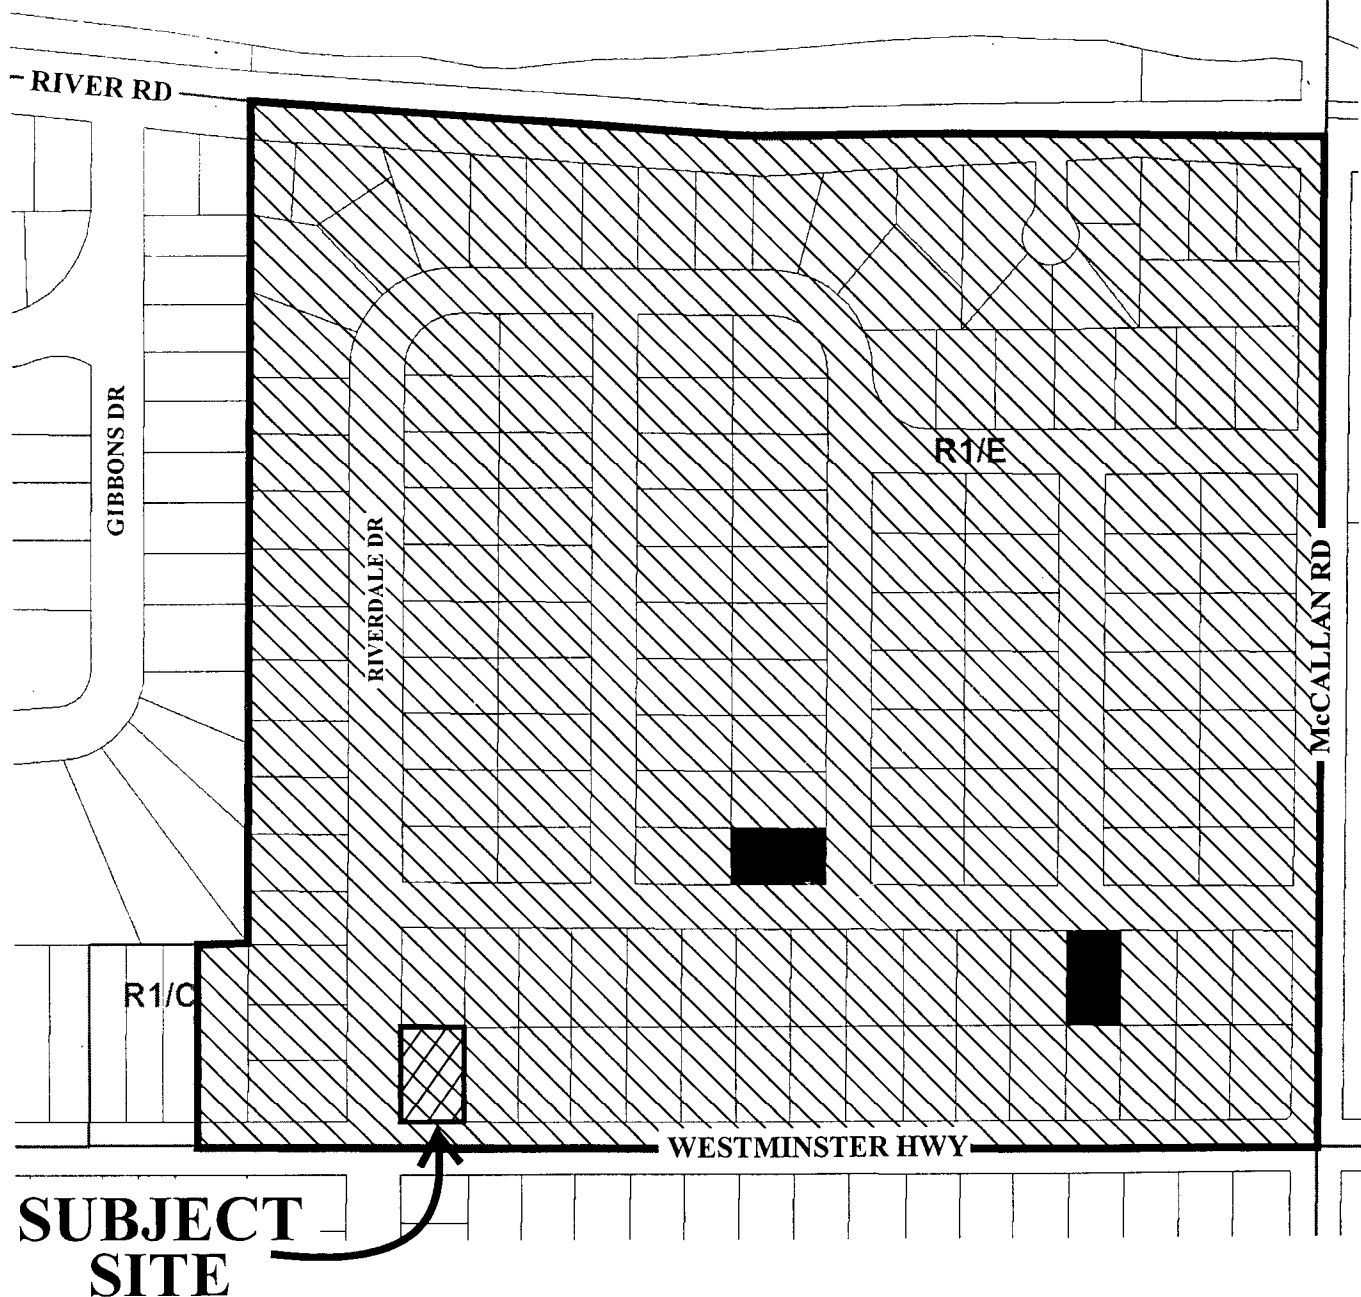 RIVER RD
GIBBONS DR
RIVERDALE DR
R1/E
McCALLAN RD
R1/C
WESTMINSTER HWY
SUBJECT
SITE